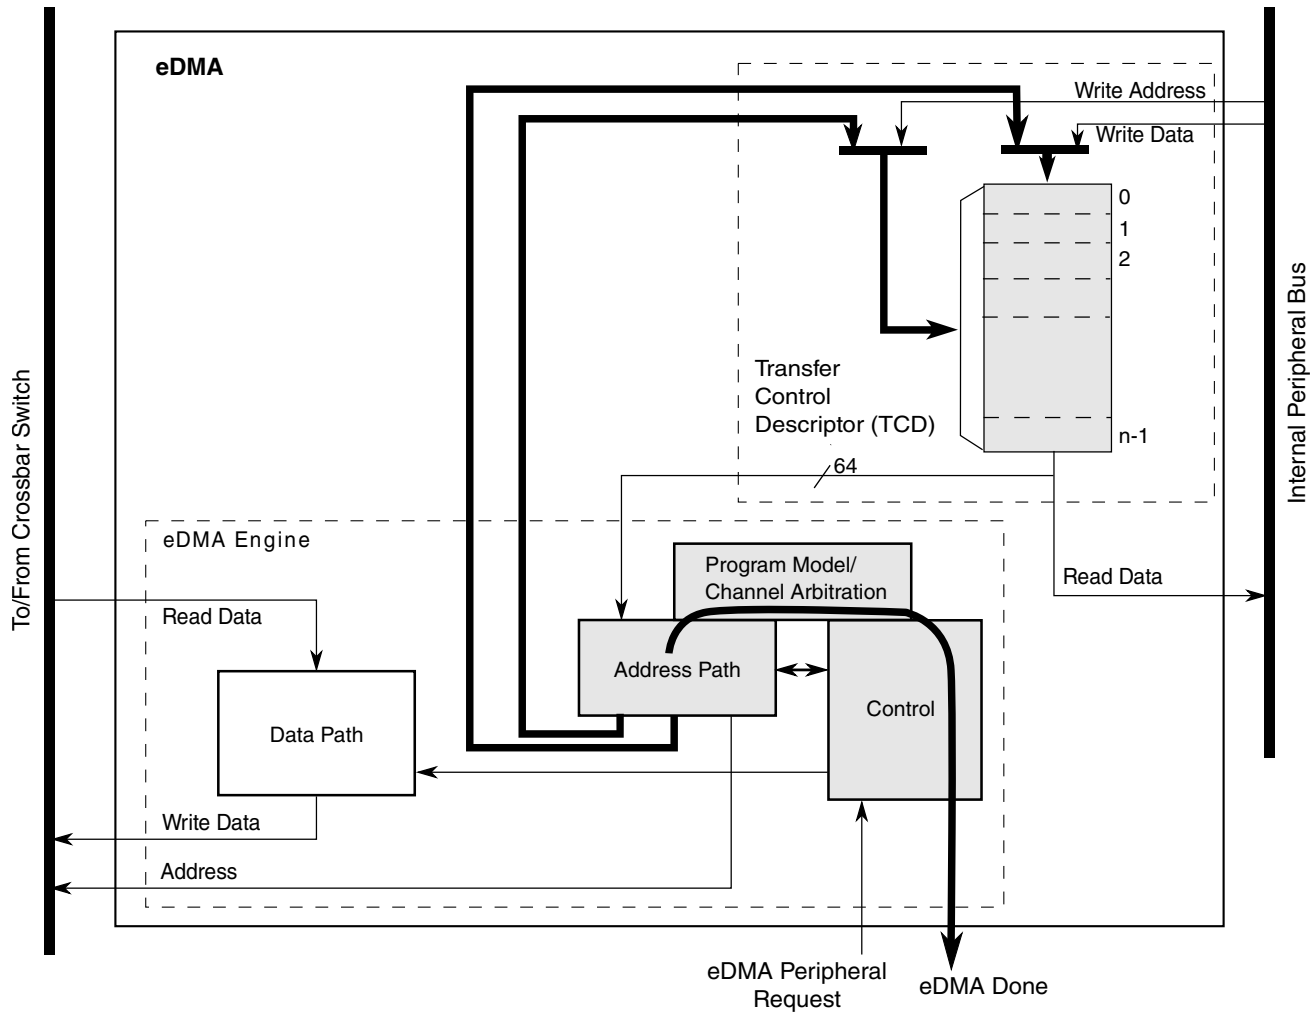 eDMA
Write Address
Write Data
0
1
2
n-1
Transfer
Control
Descriptor (TCD)
64
To/From Crossbar Switch
Internal Peripheral Bus
eDMA Engine
Program Model/
Channel Arbitration
Read Data
Read Data
Address Path
Control
Data Path
Write Data
Address
eDMA Peripheral
Request
eDMA Done